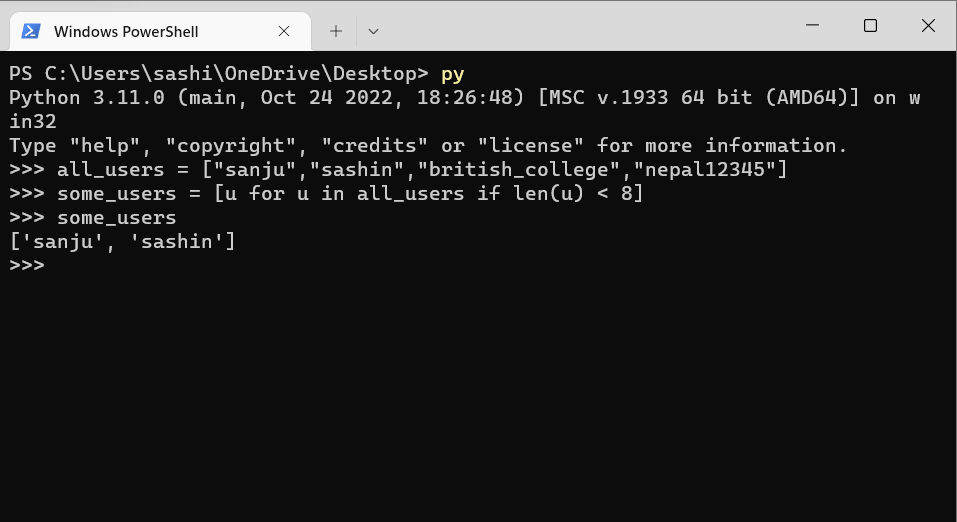 Windows PowerShell
PS C:\Users\sashi\OneDrive\Desktop> py
Python 3.11.0 (main, Oct 24 2022, 18:26:48) [MSC v.1933 64 bit (AMD64)] on w
in32
Type "help", "copyright", "credits" or "license" for more information.
>>> all_users = ["sanju","sashin","british_college","nepal12345"]
>>> some_users = [u for u in all_users if len(u) < 8]
>>> some_users
['sanju', 'sashin']
>>>